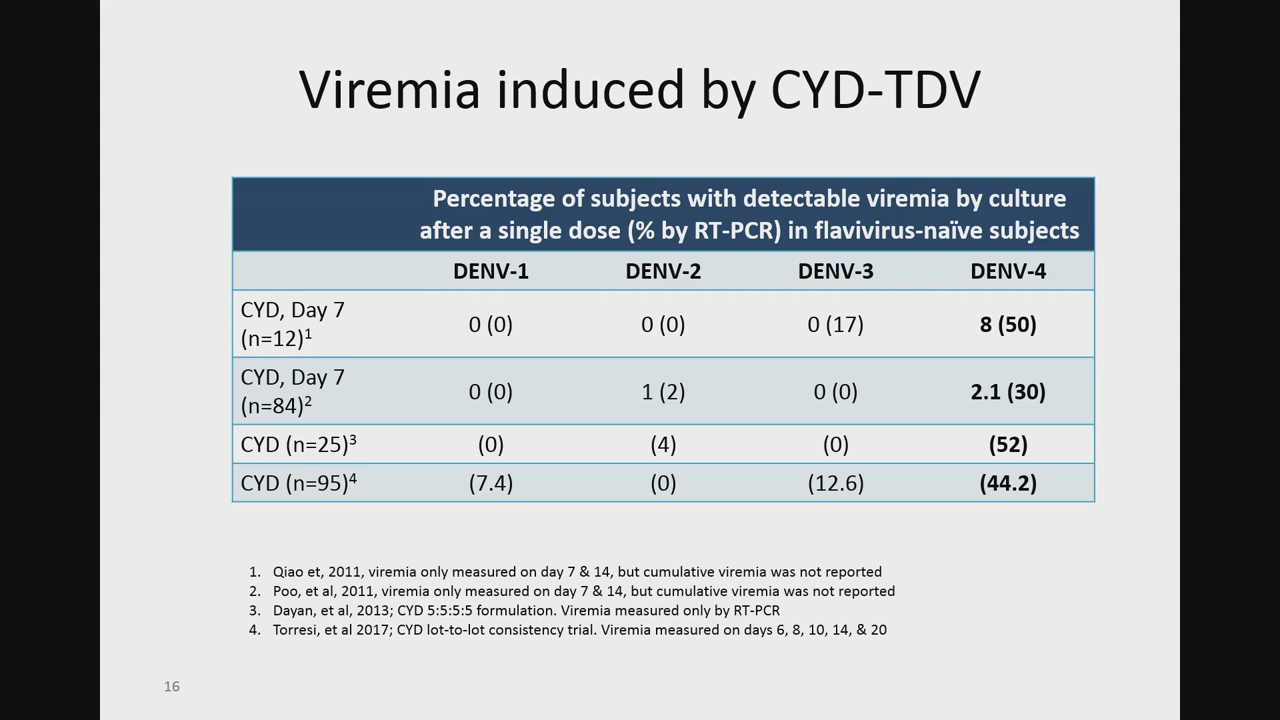 Viremia induced by CYD-TDV
Percentage of subjects with detectable viremia by culture
after a single dose (% by RT-PCR) in flavivirus-naïve subjects
DENV-1 DENV-2 DENV-3 DENV-4
CYD, Day 7
(n=12)¹ 0 (0) 0 (0) 0 (17) 8 (50)
CYD, Day 7
(n=84)² 0 (0) 1 (2) 0 (0) 2.1 (30)
CYD (n=25)³ (0) (4) (0) (52)
CYD (n=95)⁴ (7.4) (0) (12.6) (44.2)
1. Qiao et, 2011, viremia only measured on day 7 & 14, but cumulative viremia was not reported
2. Poo, et al, 2011, viremia only measured on day 7 & 14, but cumulative viremia was not reported
3. Dayan, et al, 2013; CYD 5:5:5:5 formulation. Viremia measured only by RT-PCR
4. Torresi, et al 2017; CYD lot-to-lot consistency trial. Viremia measured on days 6, 8, 10, 14, & 20
16